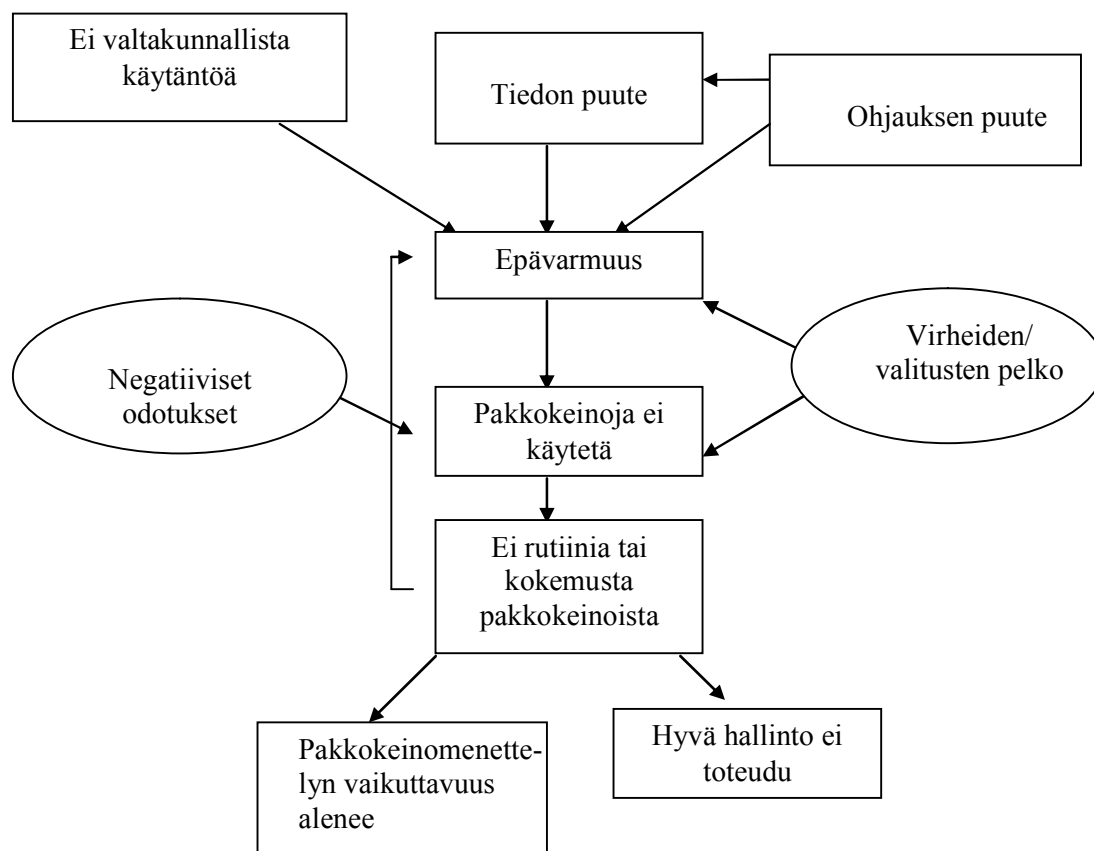 Ei valtakunnallista
käytäntöä
Tiedon puute
Ohjauksen puute
Epävarmuus
Negatiiviset
odotukset
Virheiden/
valitusten pelko
Pakkokeinoja ei
käytetä
Ei rutiinia tai
kokemusta
pakkokeinoista
Pakkokeinomenette-
lyn vaikuttavuus
alenee
Hyvä hallinto ei
toteudu